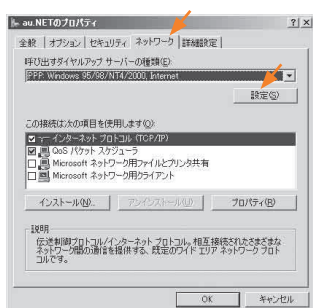 au.NETのプロパティ
全般 オプション セキュリティ ネットワーク 詳細設定
呼び出すダイヤルアップ サーバーの種類(E):
PPP: Windows 95/98/NT4/2000, Internet
設定(S)
この接続は次の項目を使用します(O):
インターネット プロトコル (TCP/IP)
QoS パケット スケジューラ
Microsoft ネットワーク用ファイルとプリンタ共有
Microsoft ネットワーク用クライアント
インストール(N)... アンインストール(U) プロパティ(R)
説明
伝送制御プロトコル/インターネット プロトコル。相互接続されたさまざまな
ネットワーク間の通信を提供する、既定のワイド エリア ネットワーク プロト
コルです。
OK キャンセル